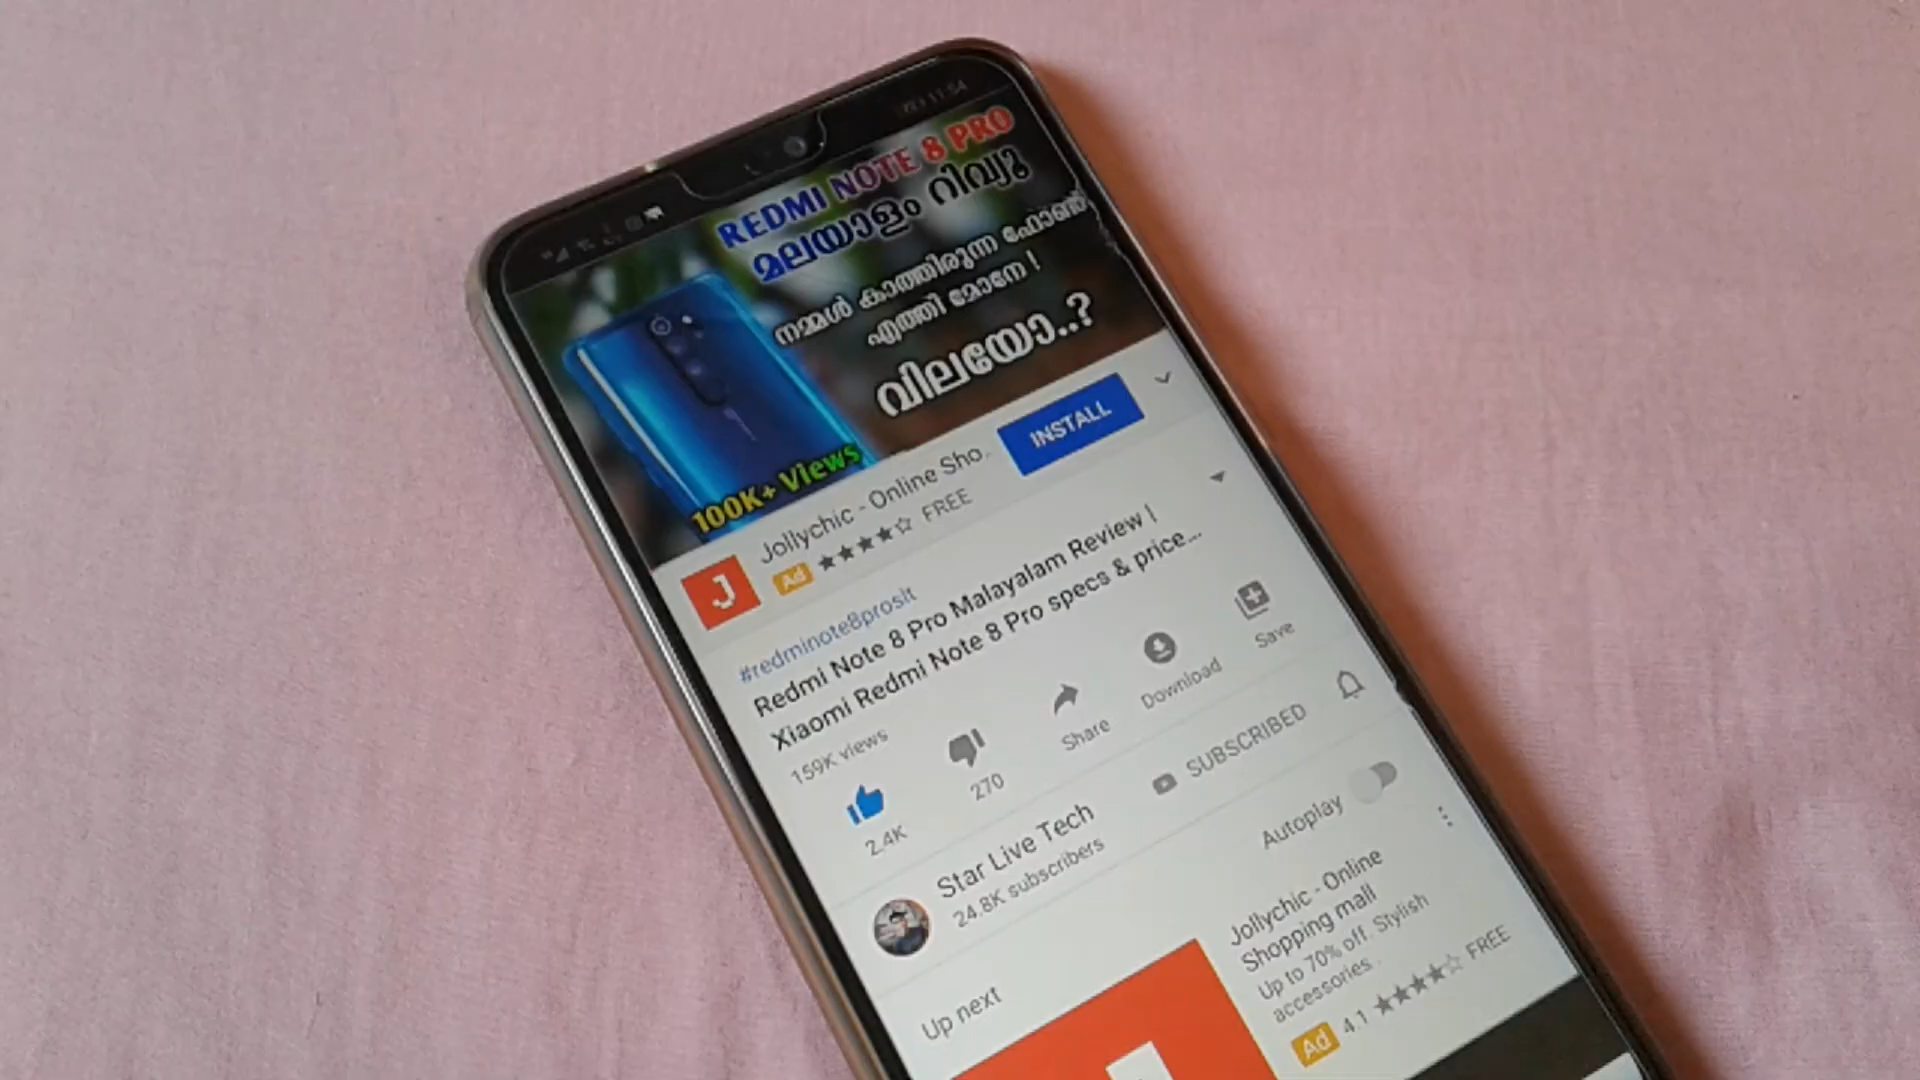 11:54
REDMI NOTE 8 PRO
മലയാളം റിവ്യു
നമ്മൾ കാത്തിരുന്ന ഫോൺ
എത്തി മോനേ !
വിലയോ..?
100K+ Views
Jollychic - Online Sho..
INSTALL
Ad ★★★★☆ FREE
J
#redminote8prosit
Redmi Note 8 Pro Malayalam Review |
Xiaomi Redmi Note 8 Pro specs & price...
159K views
2.4K
270
Share
Download
Save
Star Live Tech
24.8K subscribers
SUBSCRIBED
Up next
Autoplay
Jollychic - Online
Shopping mall
Up to 70% off. Stylish
accessories .
Ad 4.1 ★★★★☆ FREE